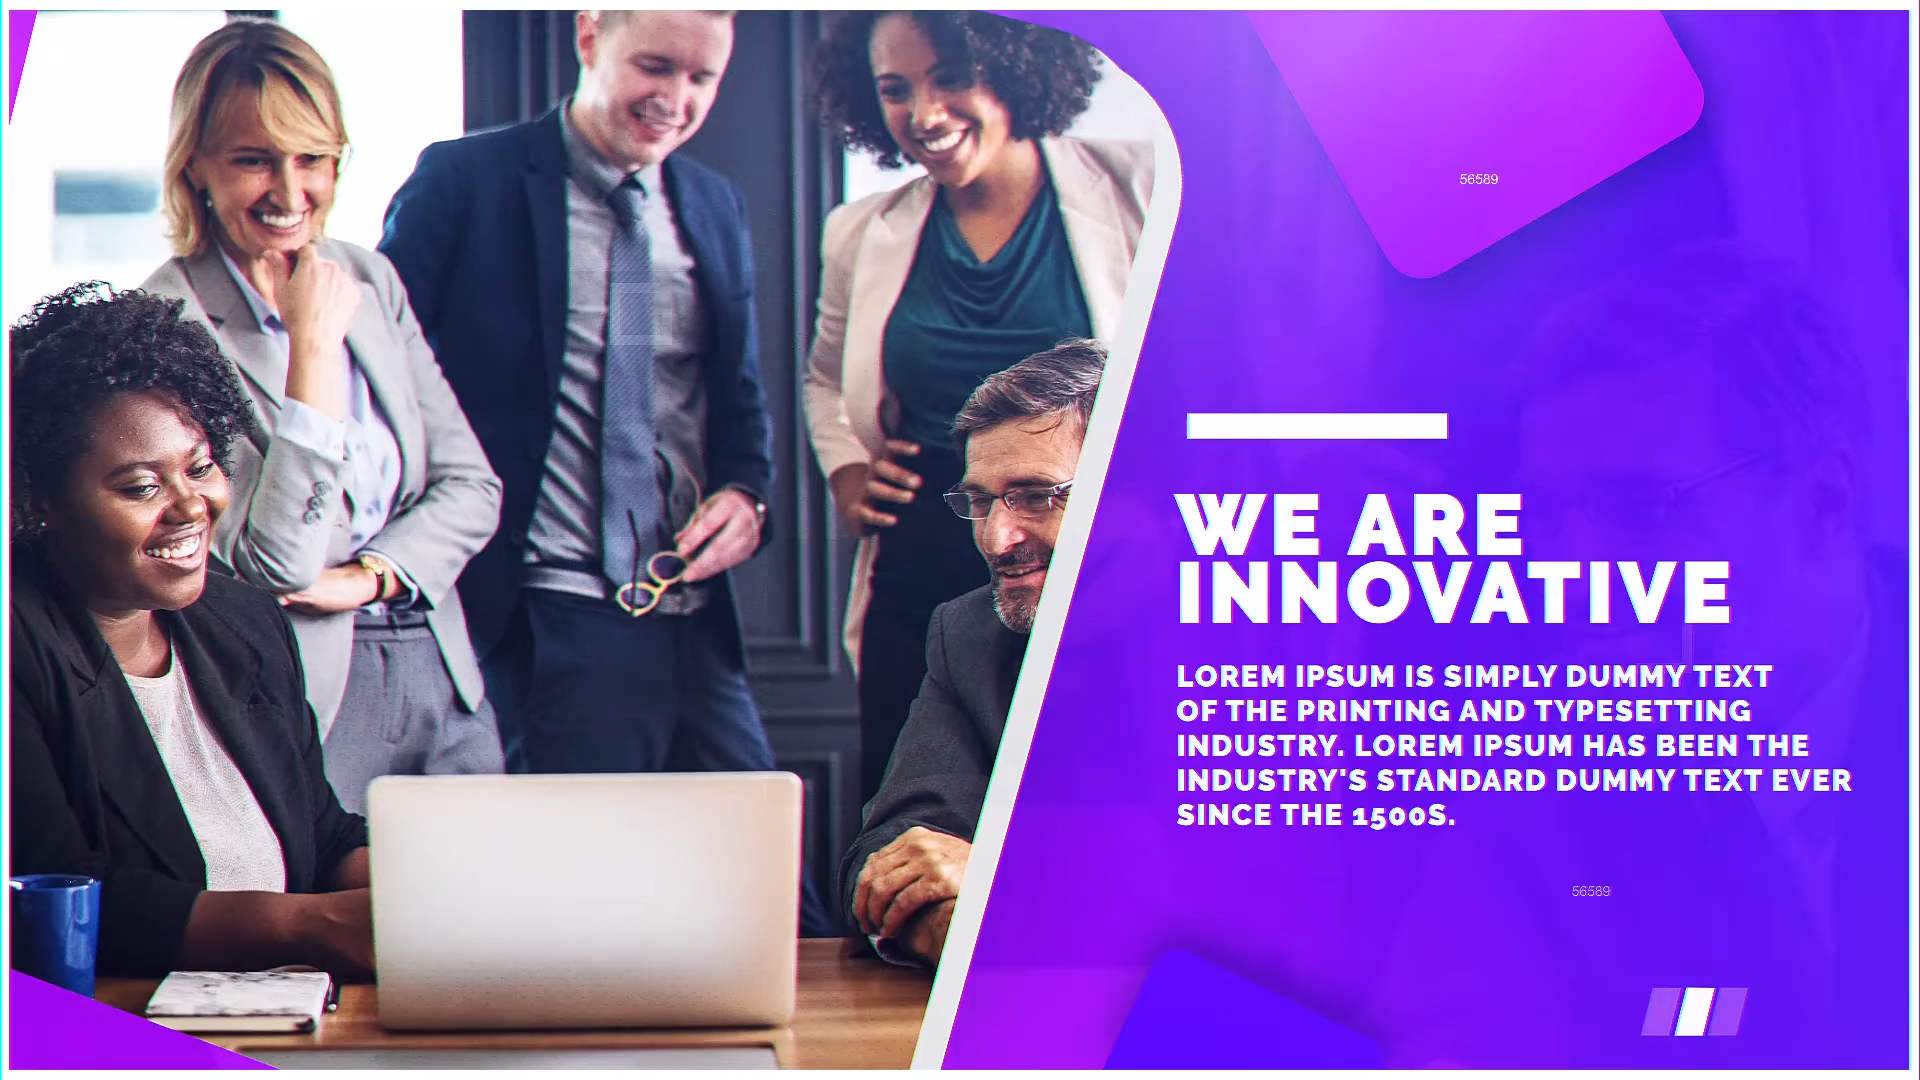 56589
WE ARE
INNOVATIVE
LOREM IPSUM IS SIMPLY DUMMY TEXT
OF THE PRINTING AND TYPESETTING
INDUSTRY. LOREM IPSUM HAS BEEN THE
INDUSTRY'S STANDARD DUMMY TEXT EVER
SINCE THE 1500S.
56589